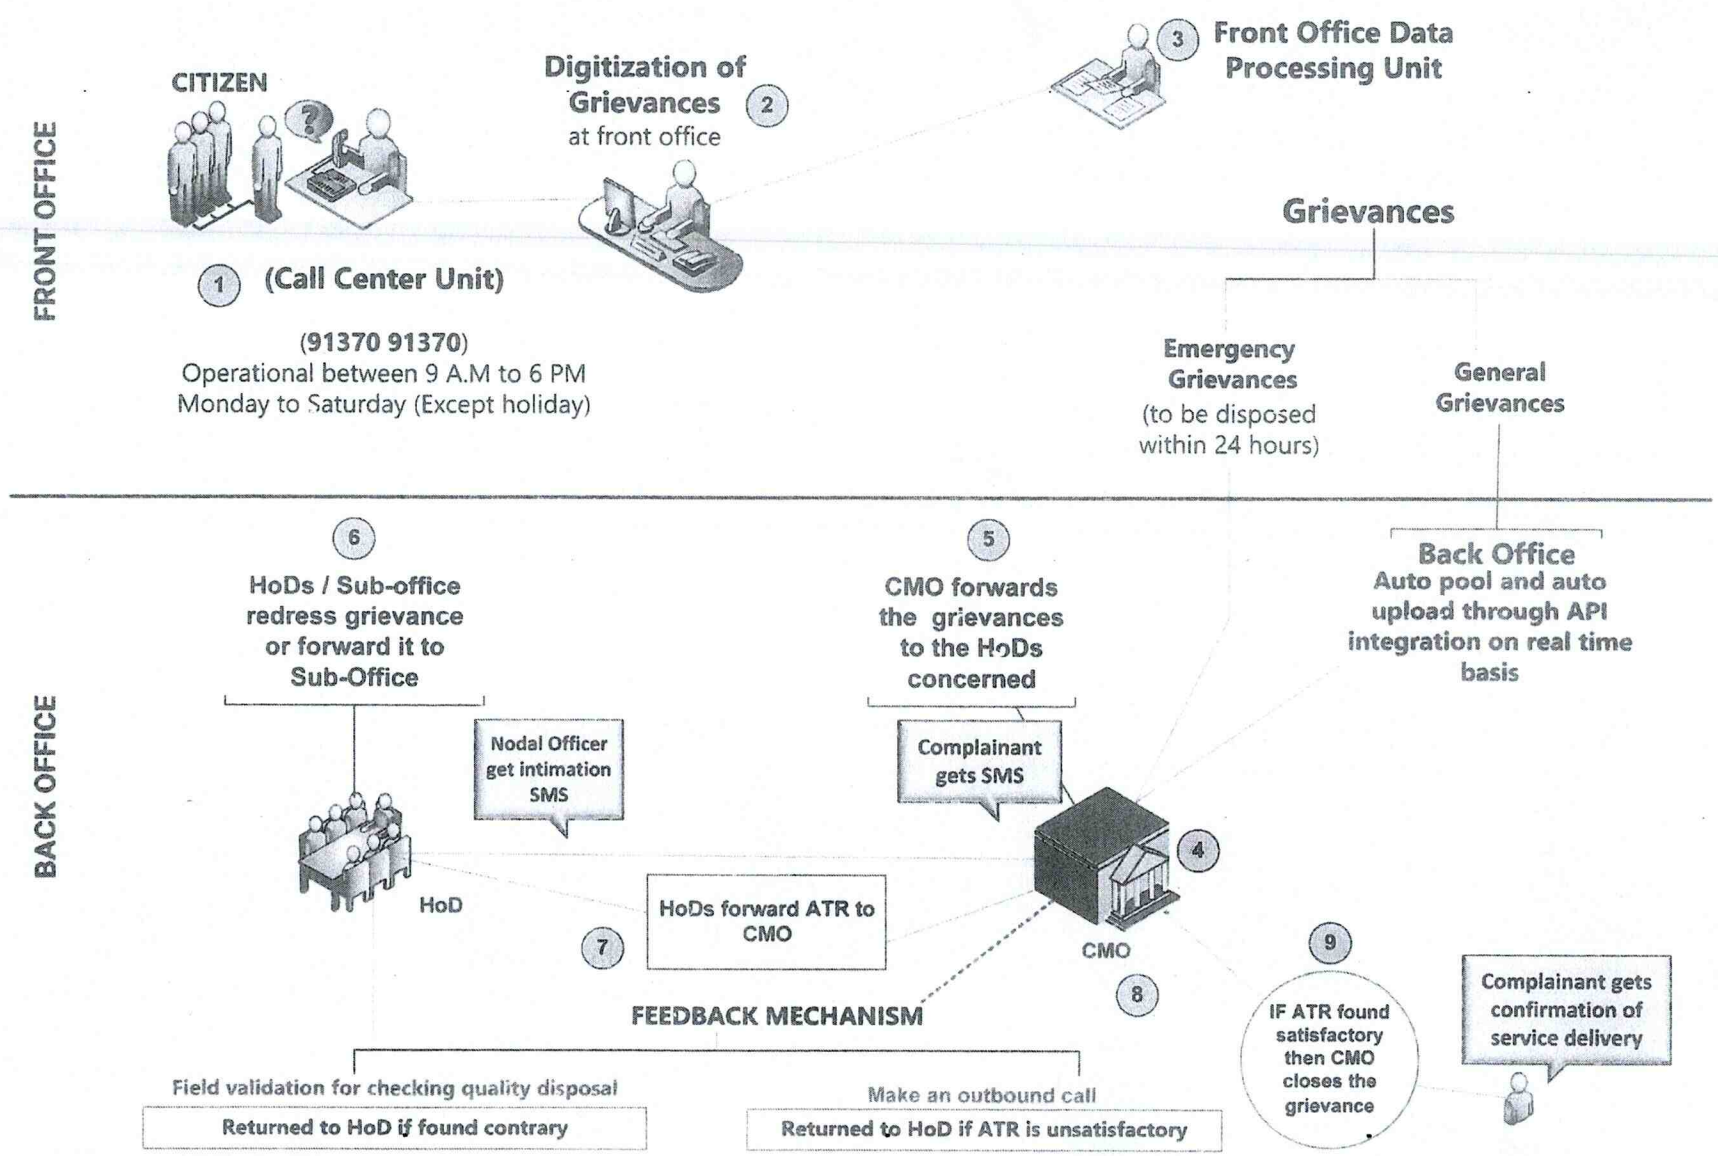 FRONT OFFICE
CITIZEN
?
1
(Call Center Unit)
(91370 91370)
Operational between 9 A.M to 6 PM
Monday to Saturday (Except holiday)
Digitization of
Grievances
at front office
2
3
Front Office Data
Processing Unit
Grievances
Emergency
Grievances
(to be disposed
within 24 hours)
General
Grievances
BACK OFFICE
6
HoDs / Sub-office
redress grievance
or forward it to
Sub-Office
Nodal Officer
get intimation
SMS
HoD
5
CMO forwards
the grievances
to the HoDs
concerned
Complainant
gets SMS
Back Office
Auto pool and auto
upload through API
integration on real time
basis
4
CMO
7
HoDs forward ATR to
CMO
8
FEEDBACK MECHANISM
Field validation for checking quality disposal
Returned to HoD if found contrary
Make an outbound call
Returned to HoD if ATR is unsatisfactory
9
IF ATR found
satisfactory
then CMO
closes the
grievance
Complainant gets
confirmation of
service delivery